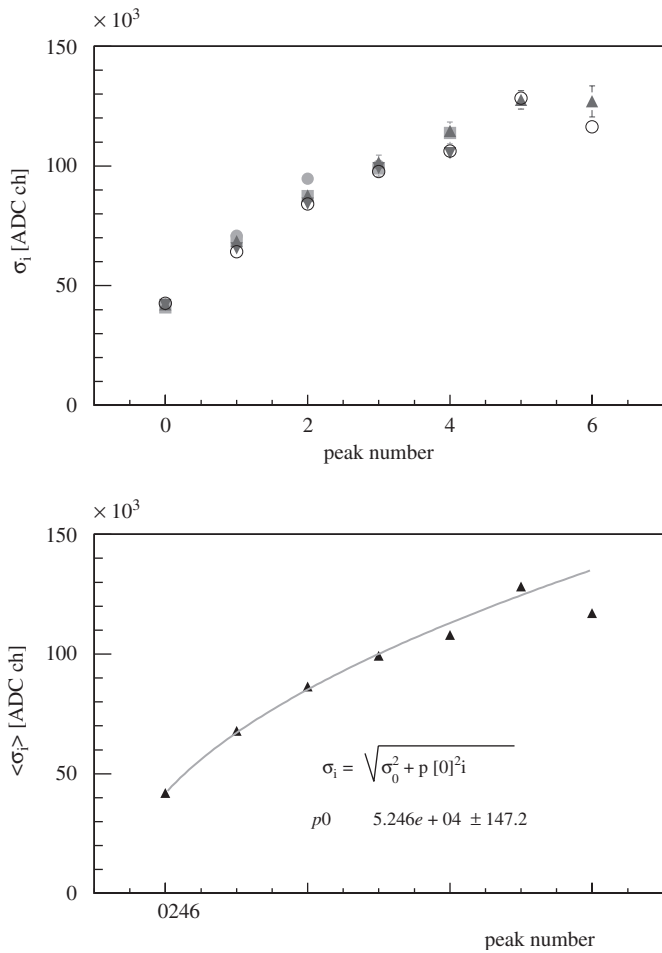 × 10³
150
100
50
0
σᵢ [ADC ch]
0 2 4 6
peak number
× 10³
150
100
50
0
<σᵢ> [ADC ch]
σᵢ = √(σ₀² + p [0]²i)
p0 5.246e + 04 ± 147.2
0246
peak number